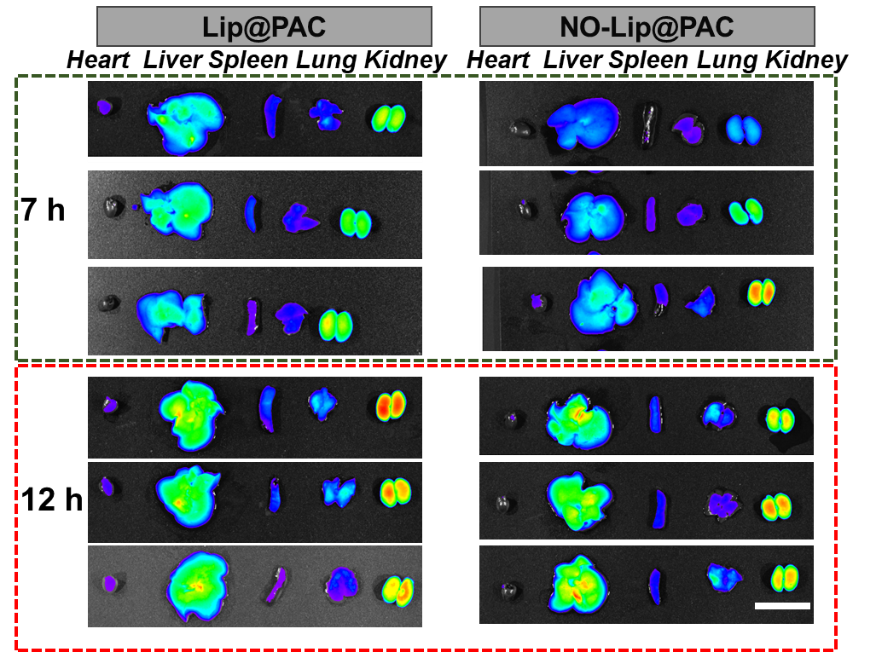 Lip@PAC NO-Lip@PAC
Heart Liver Spleen Lung Kidney Heart Liver Spleen Lung Kidney
7 h
12 h